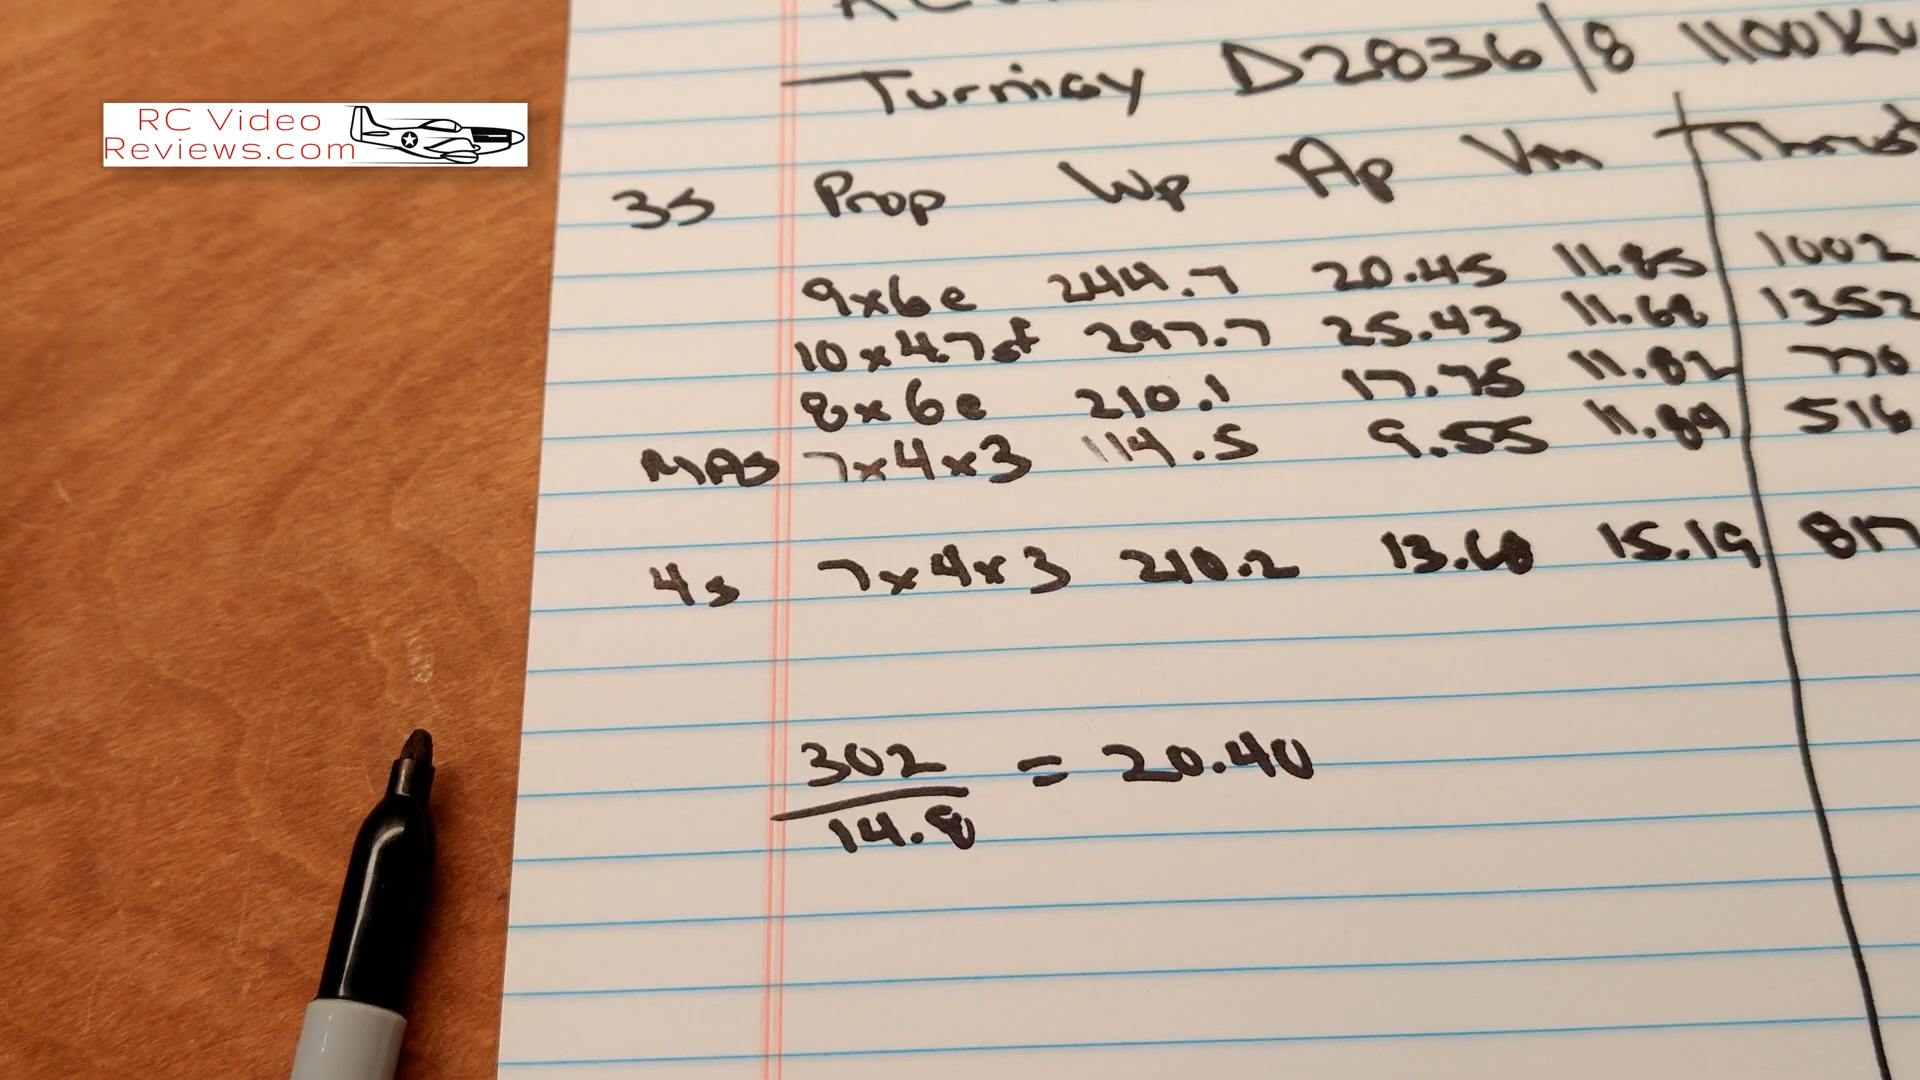 RC Video
Reviews.com
Turnigy D2836/8 1100KV
3S Prop Wp Ap Vm Thrust
9x6e 244.7 20.45 11.85 1002
10x4.7sf 297.7 25.43 11.68 1352
8x6e 210.1 17.75 11.82 770
MAS 7x4x3 114.5 9.55 11.89 516
4s 7x4x3 210.2 13.68 15.19 817
302
= 20.40
14.8